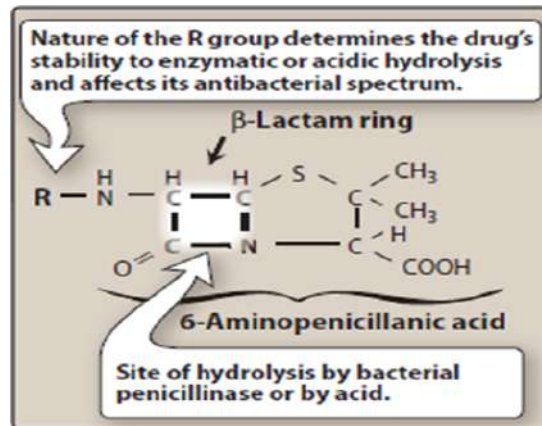 Nature of the R group determines the drug's
stability to enzymatic or acidic hydrolysis
and affects its antibacterial spectrum.
β-Lactam ring
H H H S CH3
R — N — C — C C
CH3
C — N — C H
O= COOH
6-Aminopenicillanic acid
Site of hydrolysis by bacterial
penicillinase or by acid.